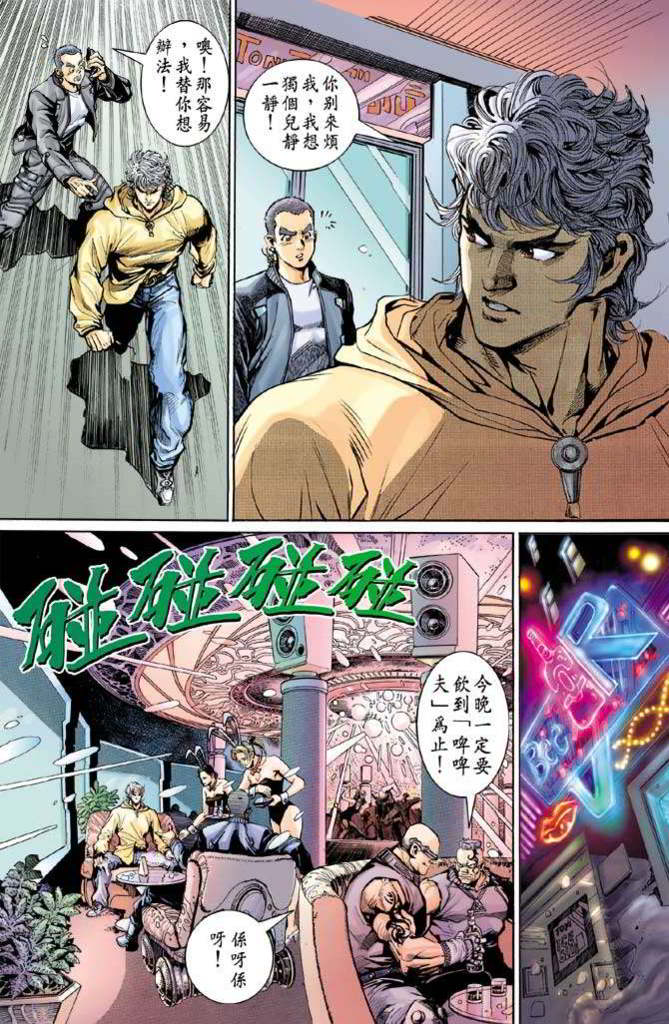 你別來煩
我，我想
獨個兒靜
一靜！
噢！那容易
，我替你想
辦法！
碰碰碰碰
今晚一定要
飲到「啤啤
夫」爲止！
係呀係
呀！